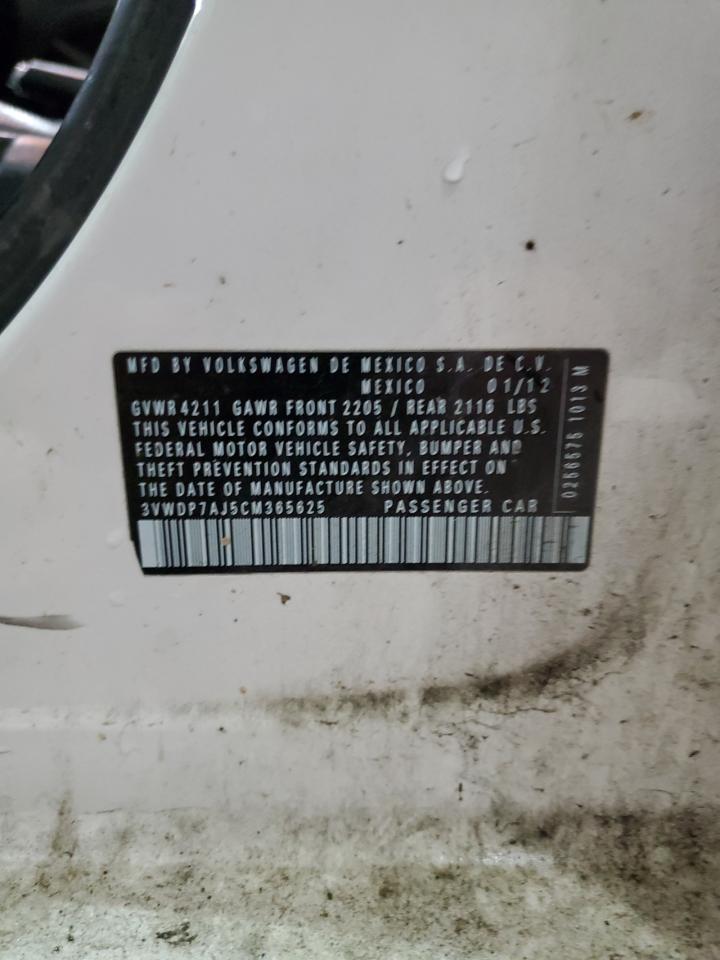 MFD BY VOLKSWAGEN DE MEXICO S.A. DE C.V.
MEXICO 01/12
GVWR 4211 GAWR FRONT 2205 / REAR 2116 LBS
THIS VEHICLE CONFORMS TO ALL APPLICABLE U.S.
FEDERAL MOTOR VEHICLE SAFETY, BUMPER AND
THEFT PREVENTION STANDARDS IN EFFECT ON
THE DATE OF MANUFACTURE SHOWN ABOVE.
3VWDP7AJ5CM365625 PASSENGER CAR
0256575 1013 M